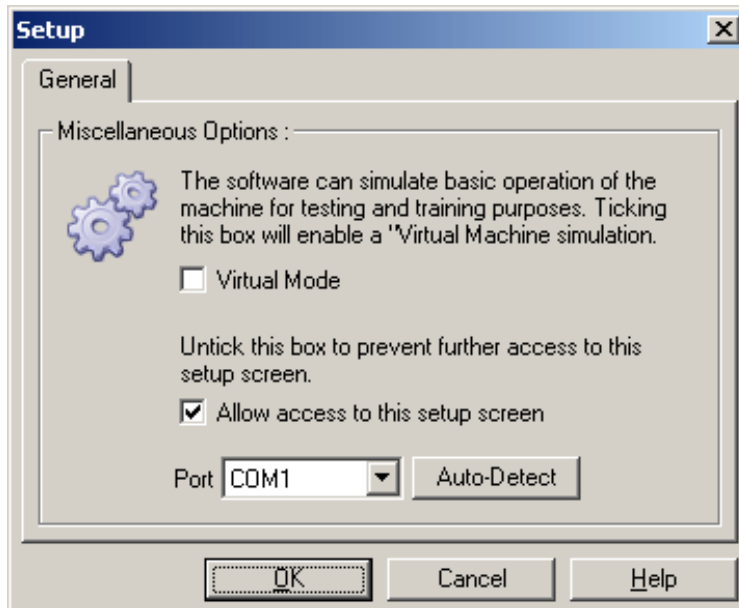 Setup
General
Miscellaneous Options :
The software can simulate basic operation of the
machine for testing and training purposes. Ticking
this box will enable a "Virtual Machine simulation.
Virtual Mode
Untick this box to prevent further access to this
setup screen.
Allow access to this setup screen
Port COM1 Auto-Detect
OK Cancel Help